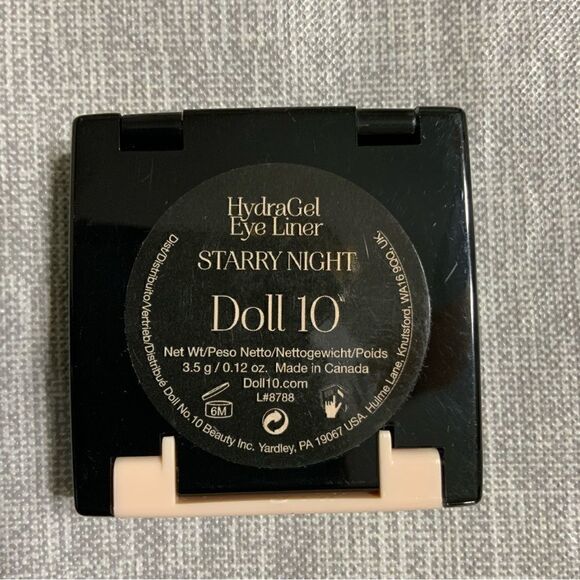 HydraGel
Eye Liner
STARRY NIGHT
Doll 10™
Net Wt/Peso Netto/Nettogewicht/Poids
3.5 g / 0.12 oz. Made in Canada
Doll10.com
L#8788
6M
Dist/Distribuito/Vertrieb/Distribué Doll No.10 Beauty Inc. Yardley, PA 19067 USA. Hulme Lane, Knutsford, WA16 9QQ, UK.